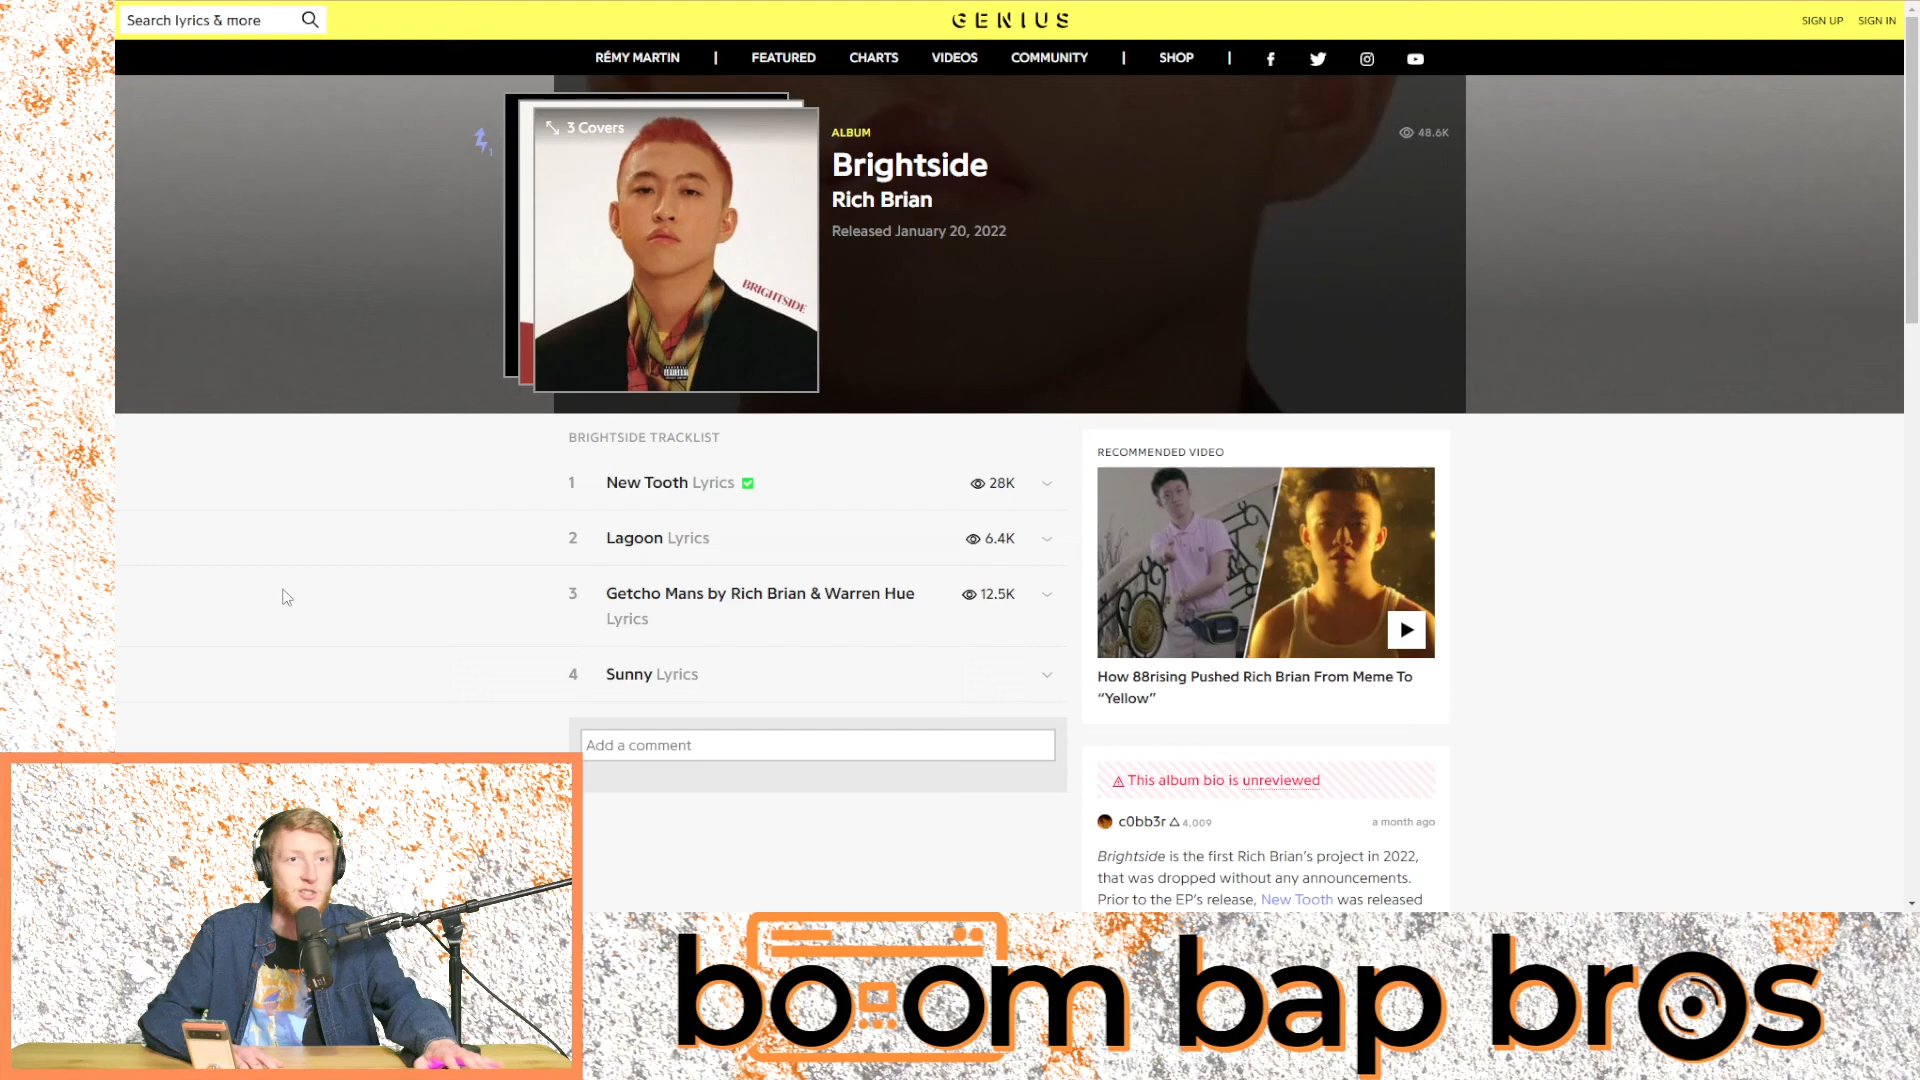 Search lyrics & more
GENIUS
SIGN UP SIGN IN
RÉMY MARTIN | FEATURED CHARTS VIDEOS COMMUNITY | SHOP |
3 Covers
1
BRIGHTSIDE
ALBUM
48.6K
Brightside
Rich Brian
Released January 20, 2022
BRIGHTSIDE TRACKLIST
1 New Tooth Lyrics 28K
2 Lagoon Lyrics 6.4K
3 Getcho Mans by Rich Brian & Warren Hue 12.5K
Lyrics
4 Sunny Lyrics
Add a comment
RECOMMENDED VIDEO
How 88rising Pushed Rich Brian From Meme To
“Yellow”
This album bio is unreviewed
c0bb3r 4,009 a month ago
Brightside is the first Rich Brian’s project in 2022,
that was dropped without any announcements.
Prior to the EP’s release, New Tooth was released
boom bap bros